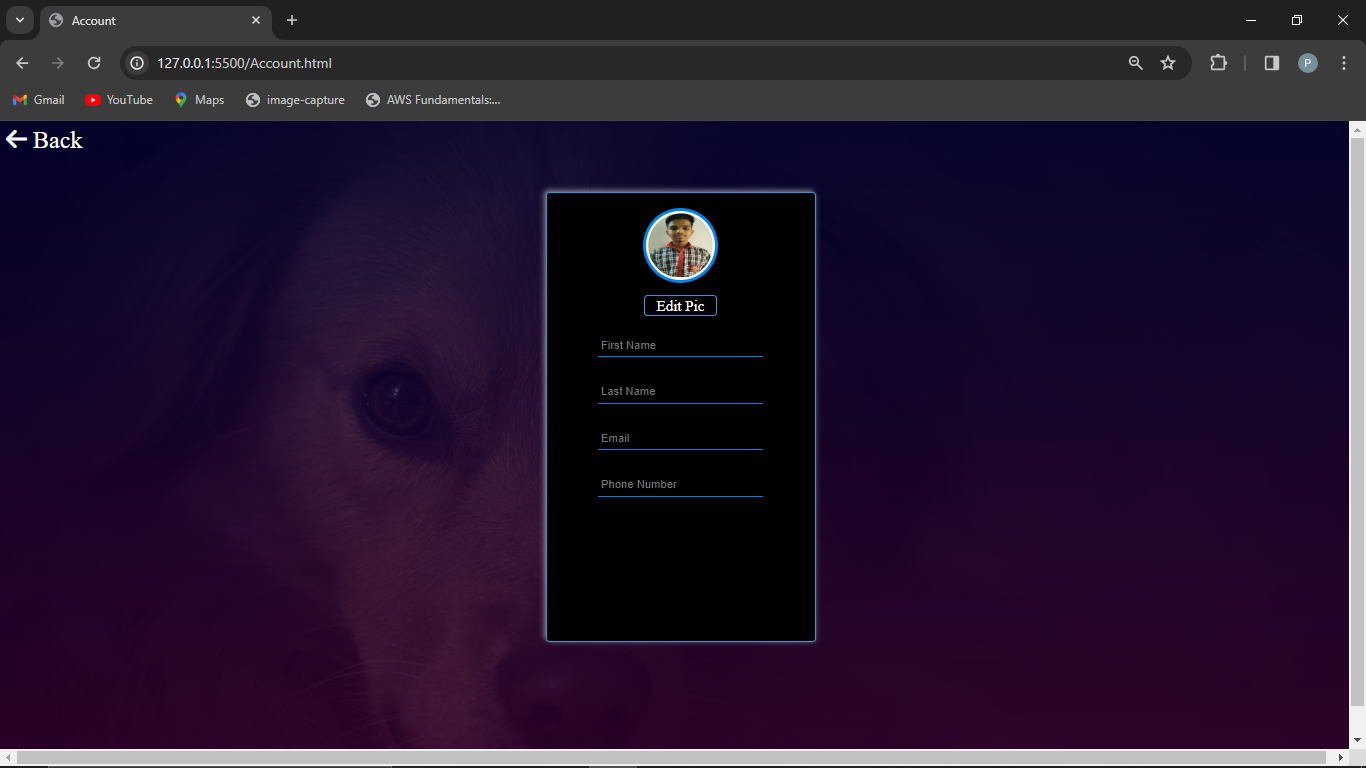 Account
127.0.0.1:5500/Account.html
P
Gmail
YouTube
Maps
image-capture
AWS Fundamentals:...
Back
Edit Pic
First Name
Last Name
Email
Phone Number